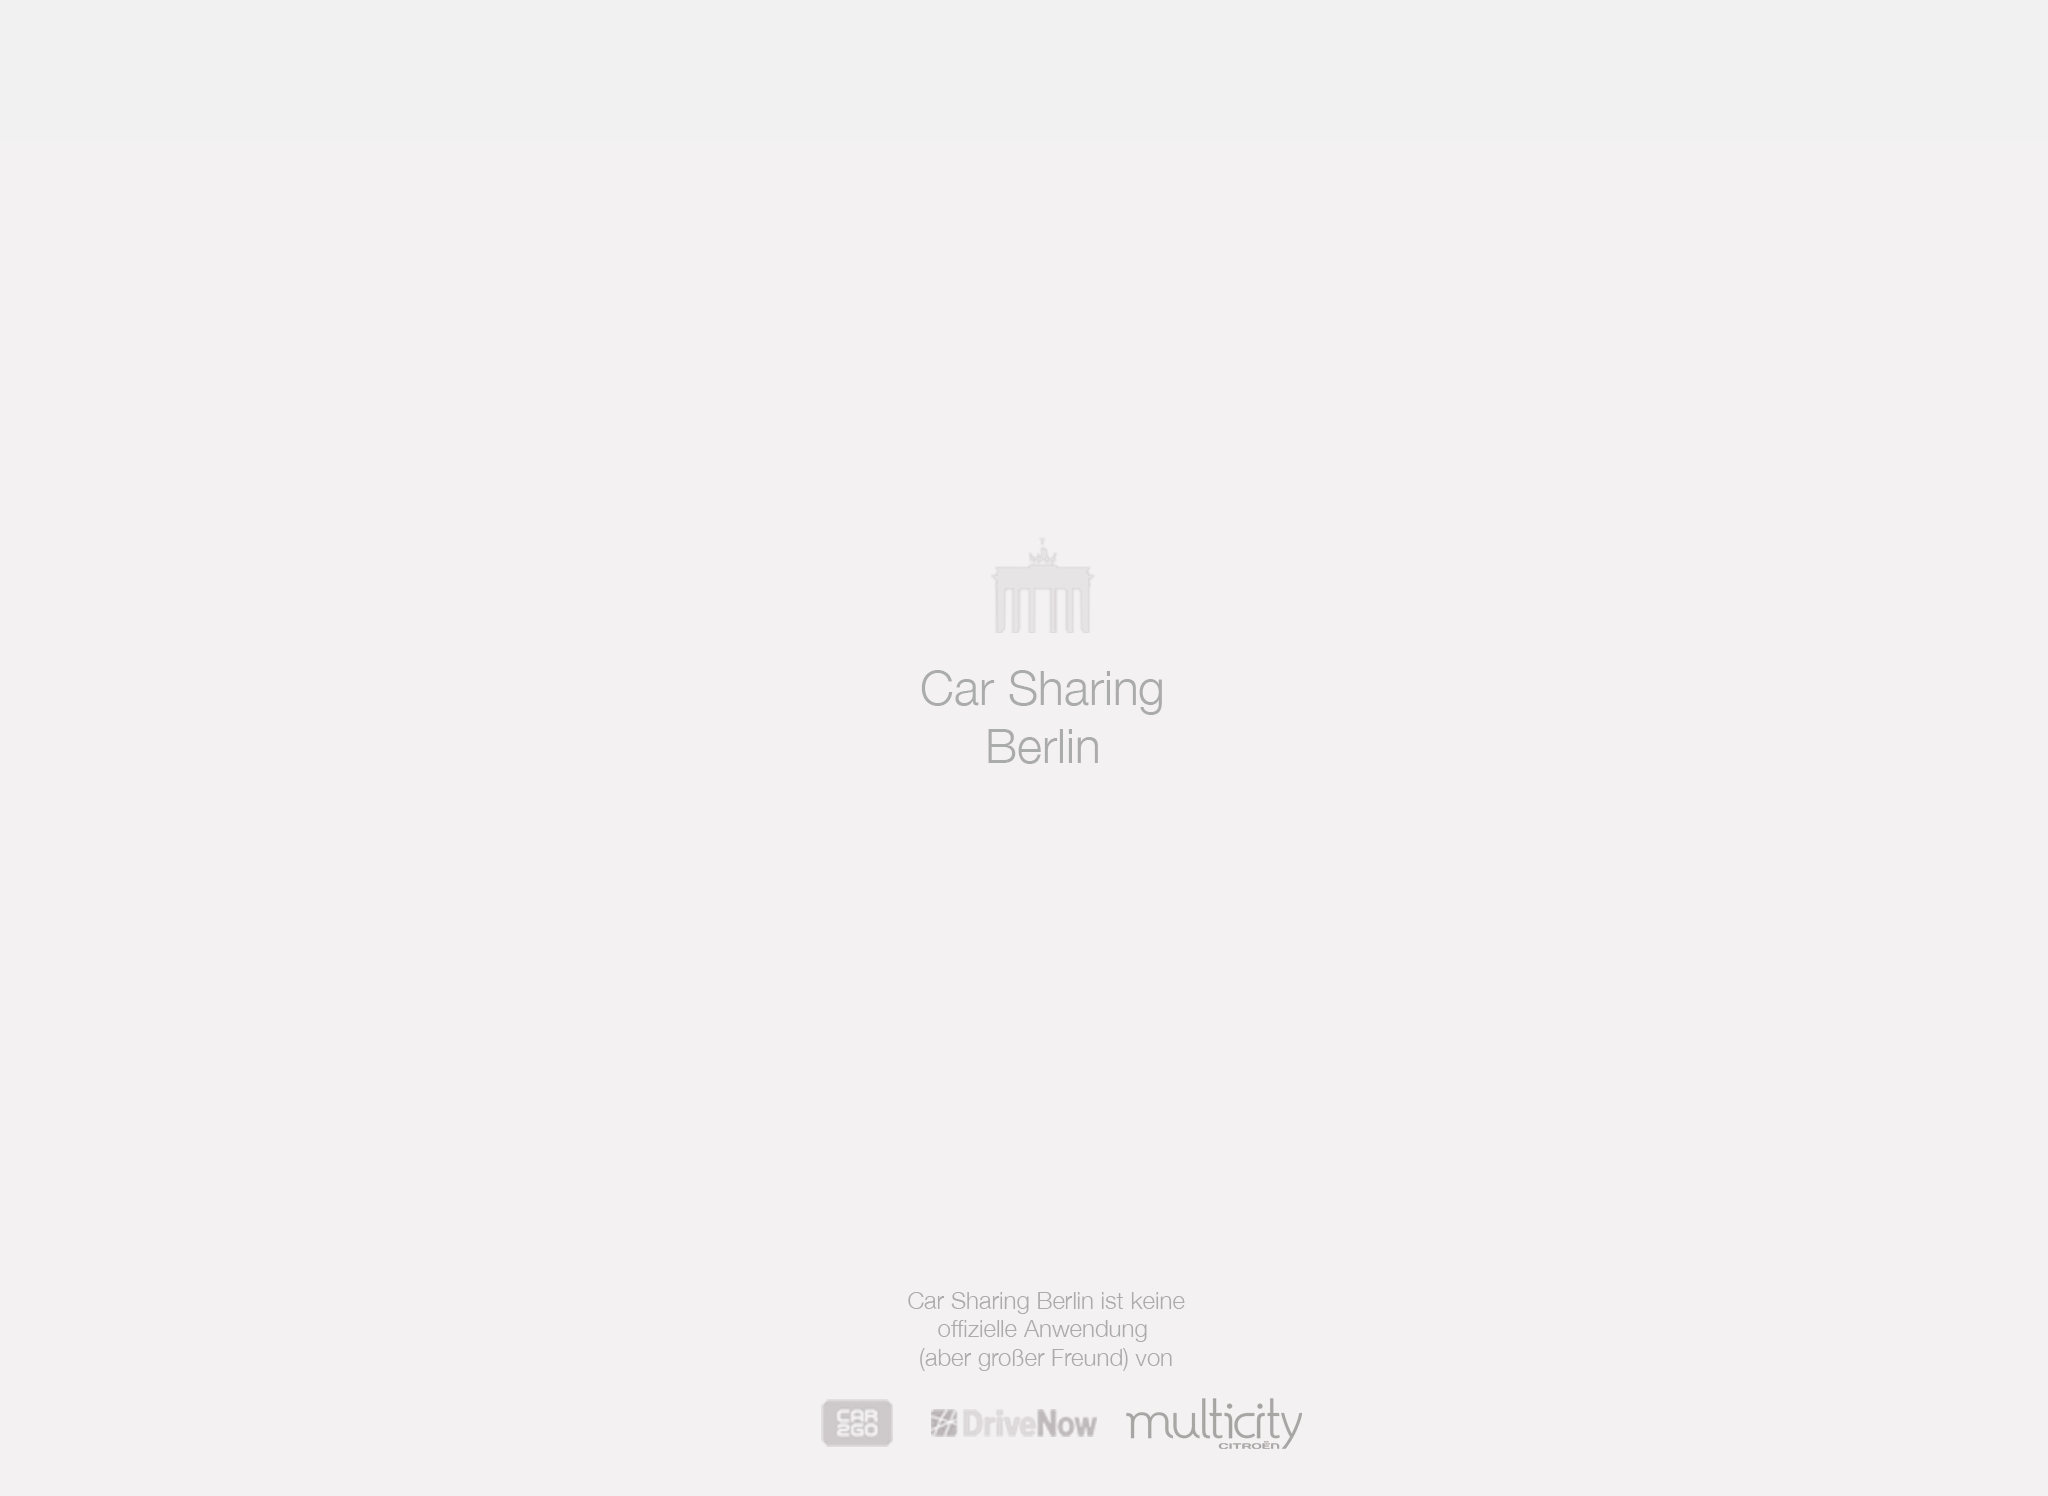 Car Sharing
Berlin
Car Sharing Berlin ist keine
offizielle Anwendung
(aber großer Freund) von
CAR
2GO
DriveNow
multicity
CITROËN